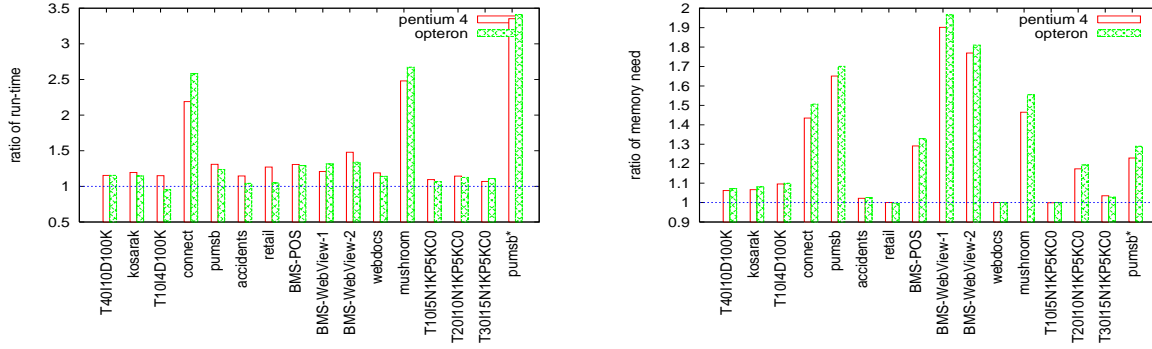 ratio of run-time
3.5
3
2.5
2
1.5
1
0.5
pentium 4
opteron
T40I10D100K
kosarak
T10I4D100K
connect
pumsb
accidents
retail
BMS-POS
BMS-WebView-1
BMS-WebView-2
webdocs
mushroom
T10I5N1KP5KC0
T20I10N1KP5KC0
T30I15N1KP5KC0
pumsb*
ratio of memory need
2
1.9
1.8
1.7
1.6
1.5
1.4
1.3
1.2
1.1
1
0.9
pentium 4
opteron
T40I10D100K
kosarak
T10I4D100K
connect
pumsb
accidents
retail
BMS-POS
BMS-WebView-1
BMS-WebView-2
webdocs
mushroom
T10I5N1KP5KC0
T20I10N1KP5KC0
T30I15N1KP5KC0
pumsb*